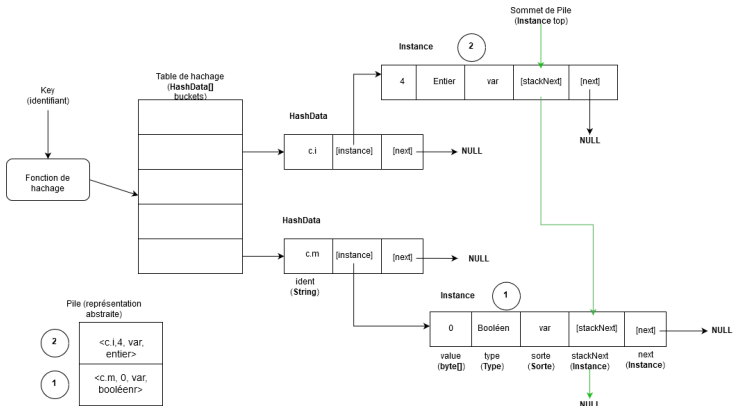 Sommet de Pile
(Instance top)
Instance
2
Table de hachage
(HashData[]
buckets)
Key
(identifiant)
4 Entier var [stackNext] [next]
HashData
NULL
c.i [instance] [next] NULL
Fonction de
hachage
HashData
c.m [instance] [next] NULL
ident
(String)
Instance
1
Pile (représentation
abstraite)
0 Booléen var [stackNext] [next] NULL
2
<c.i,4, var,
entier>
value
(byte[])
type
(Type)
sorte
(Sorte)
stackNext
(Instance)
next
(Instance)
1
<c.m, 0, var,
booléenr>
NULL